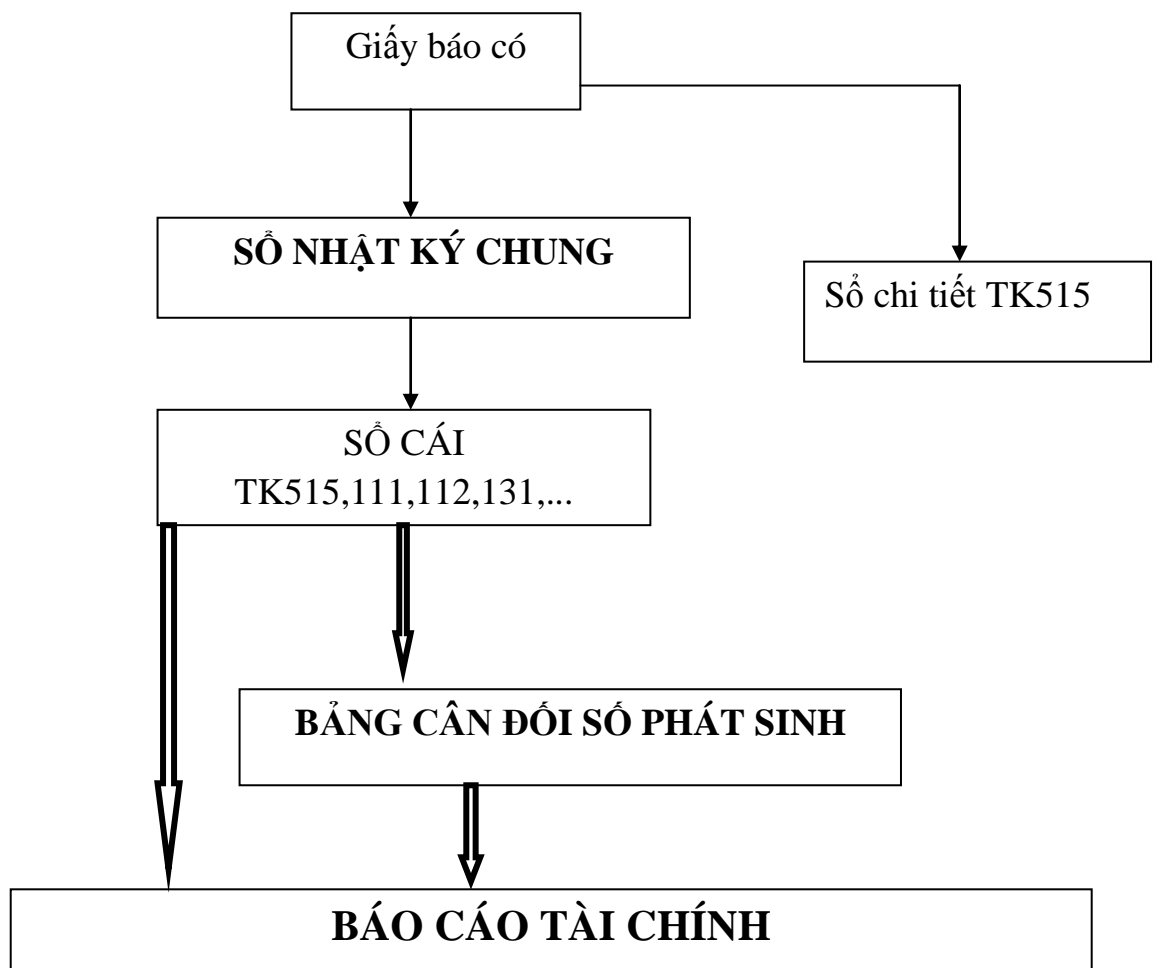 Giấy báo có
SỔ NHẬT KÝ CHUNG
Sổ chi tiết TK515
SỔ CÁI
TK515,111,112,131,...
BẢNG CÂN ĐỐI SỐ PHÁT SINH
BÁO CÁO TÀI CHÍNH